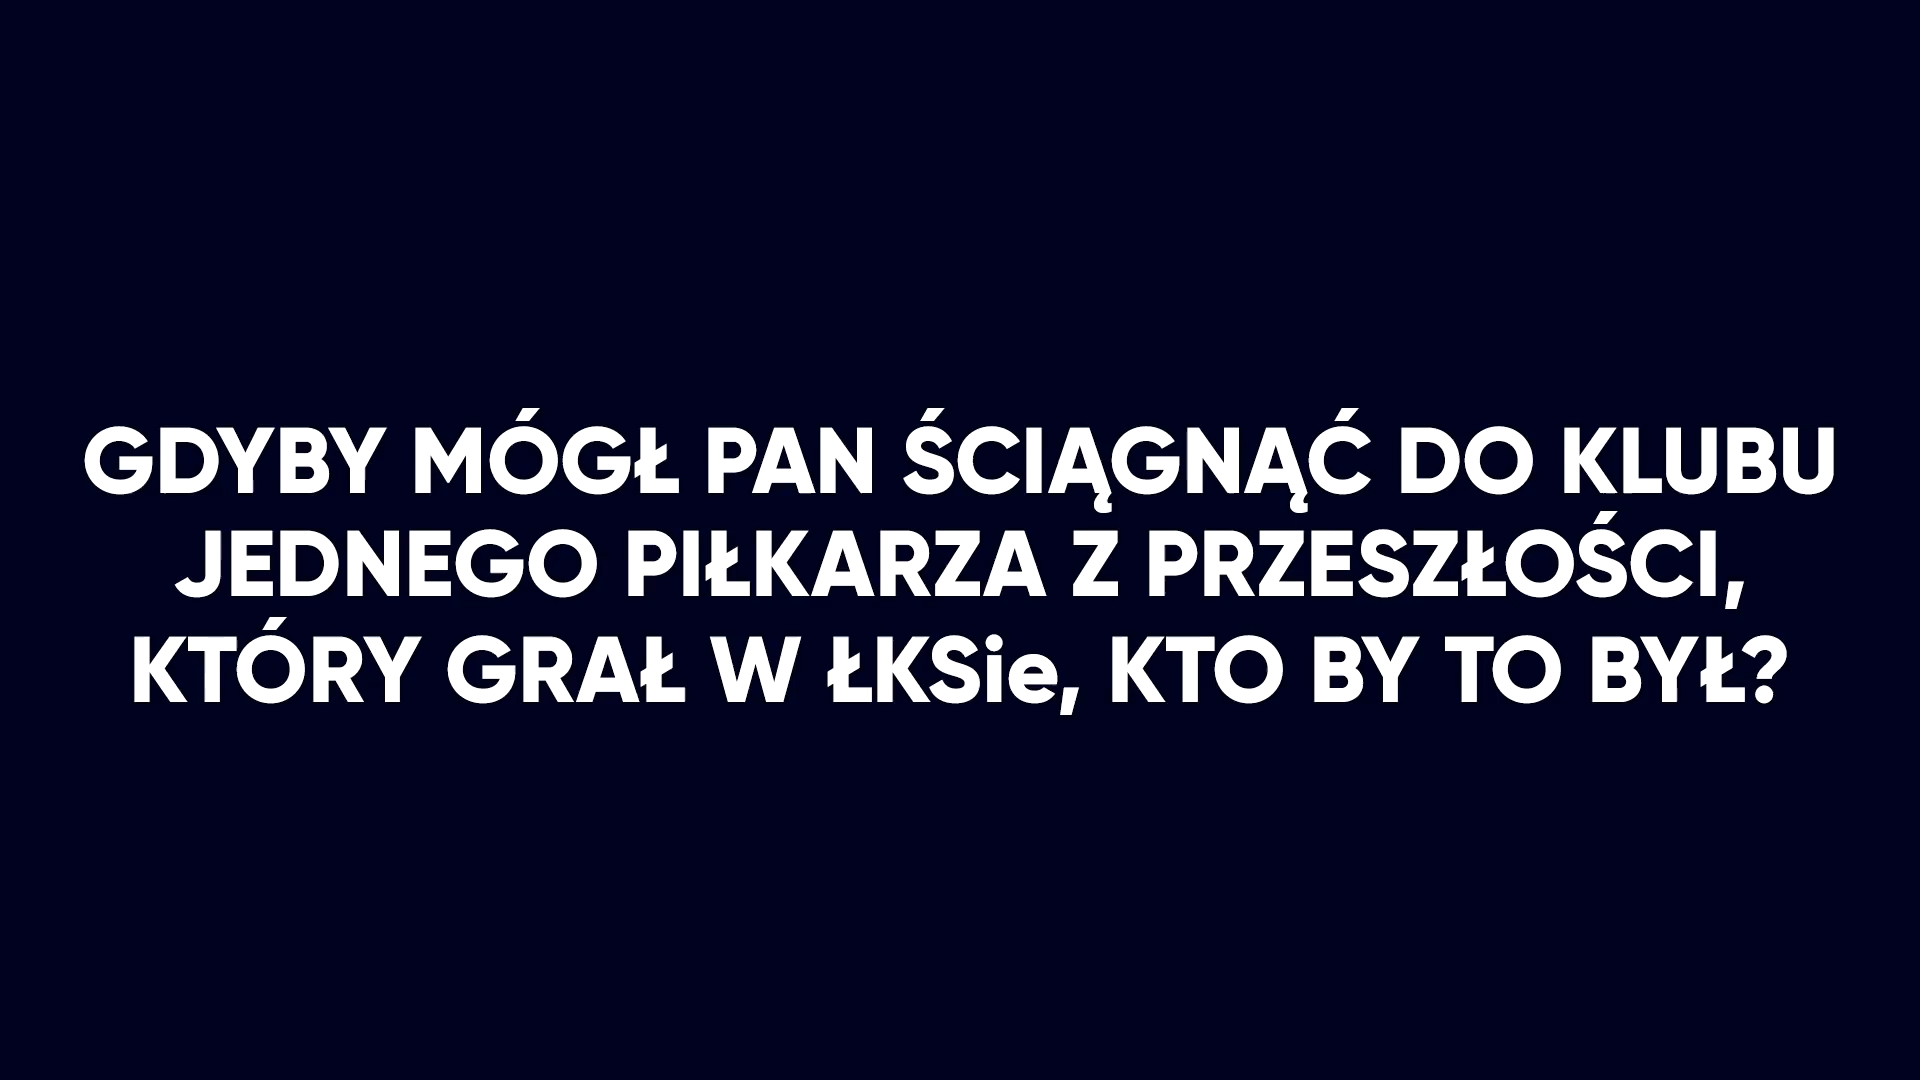 GDYBY MÓGŁ PAN ŚCIĄGNĄĆ DO KLUBU
JEDNEGO PIŁKARZA Z PRZESZŁOŚCI,
KTÓRY GRAŁ W ŁKSie, KTO BY TO BYŁ?